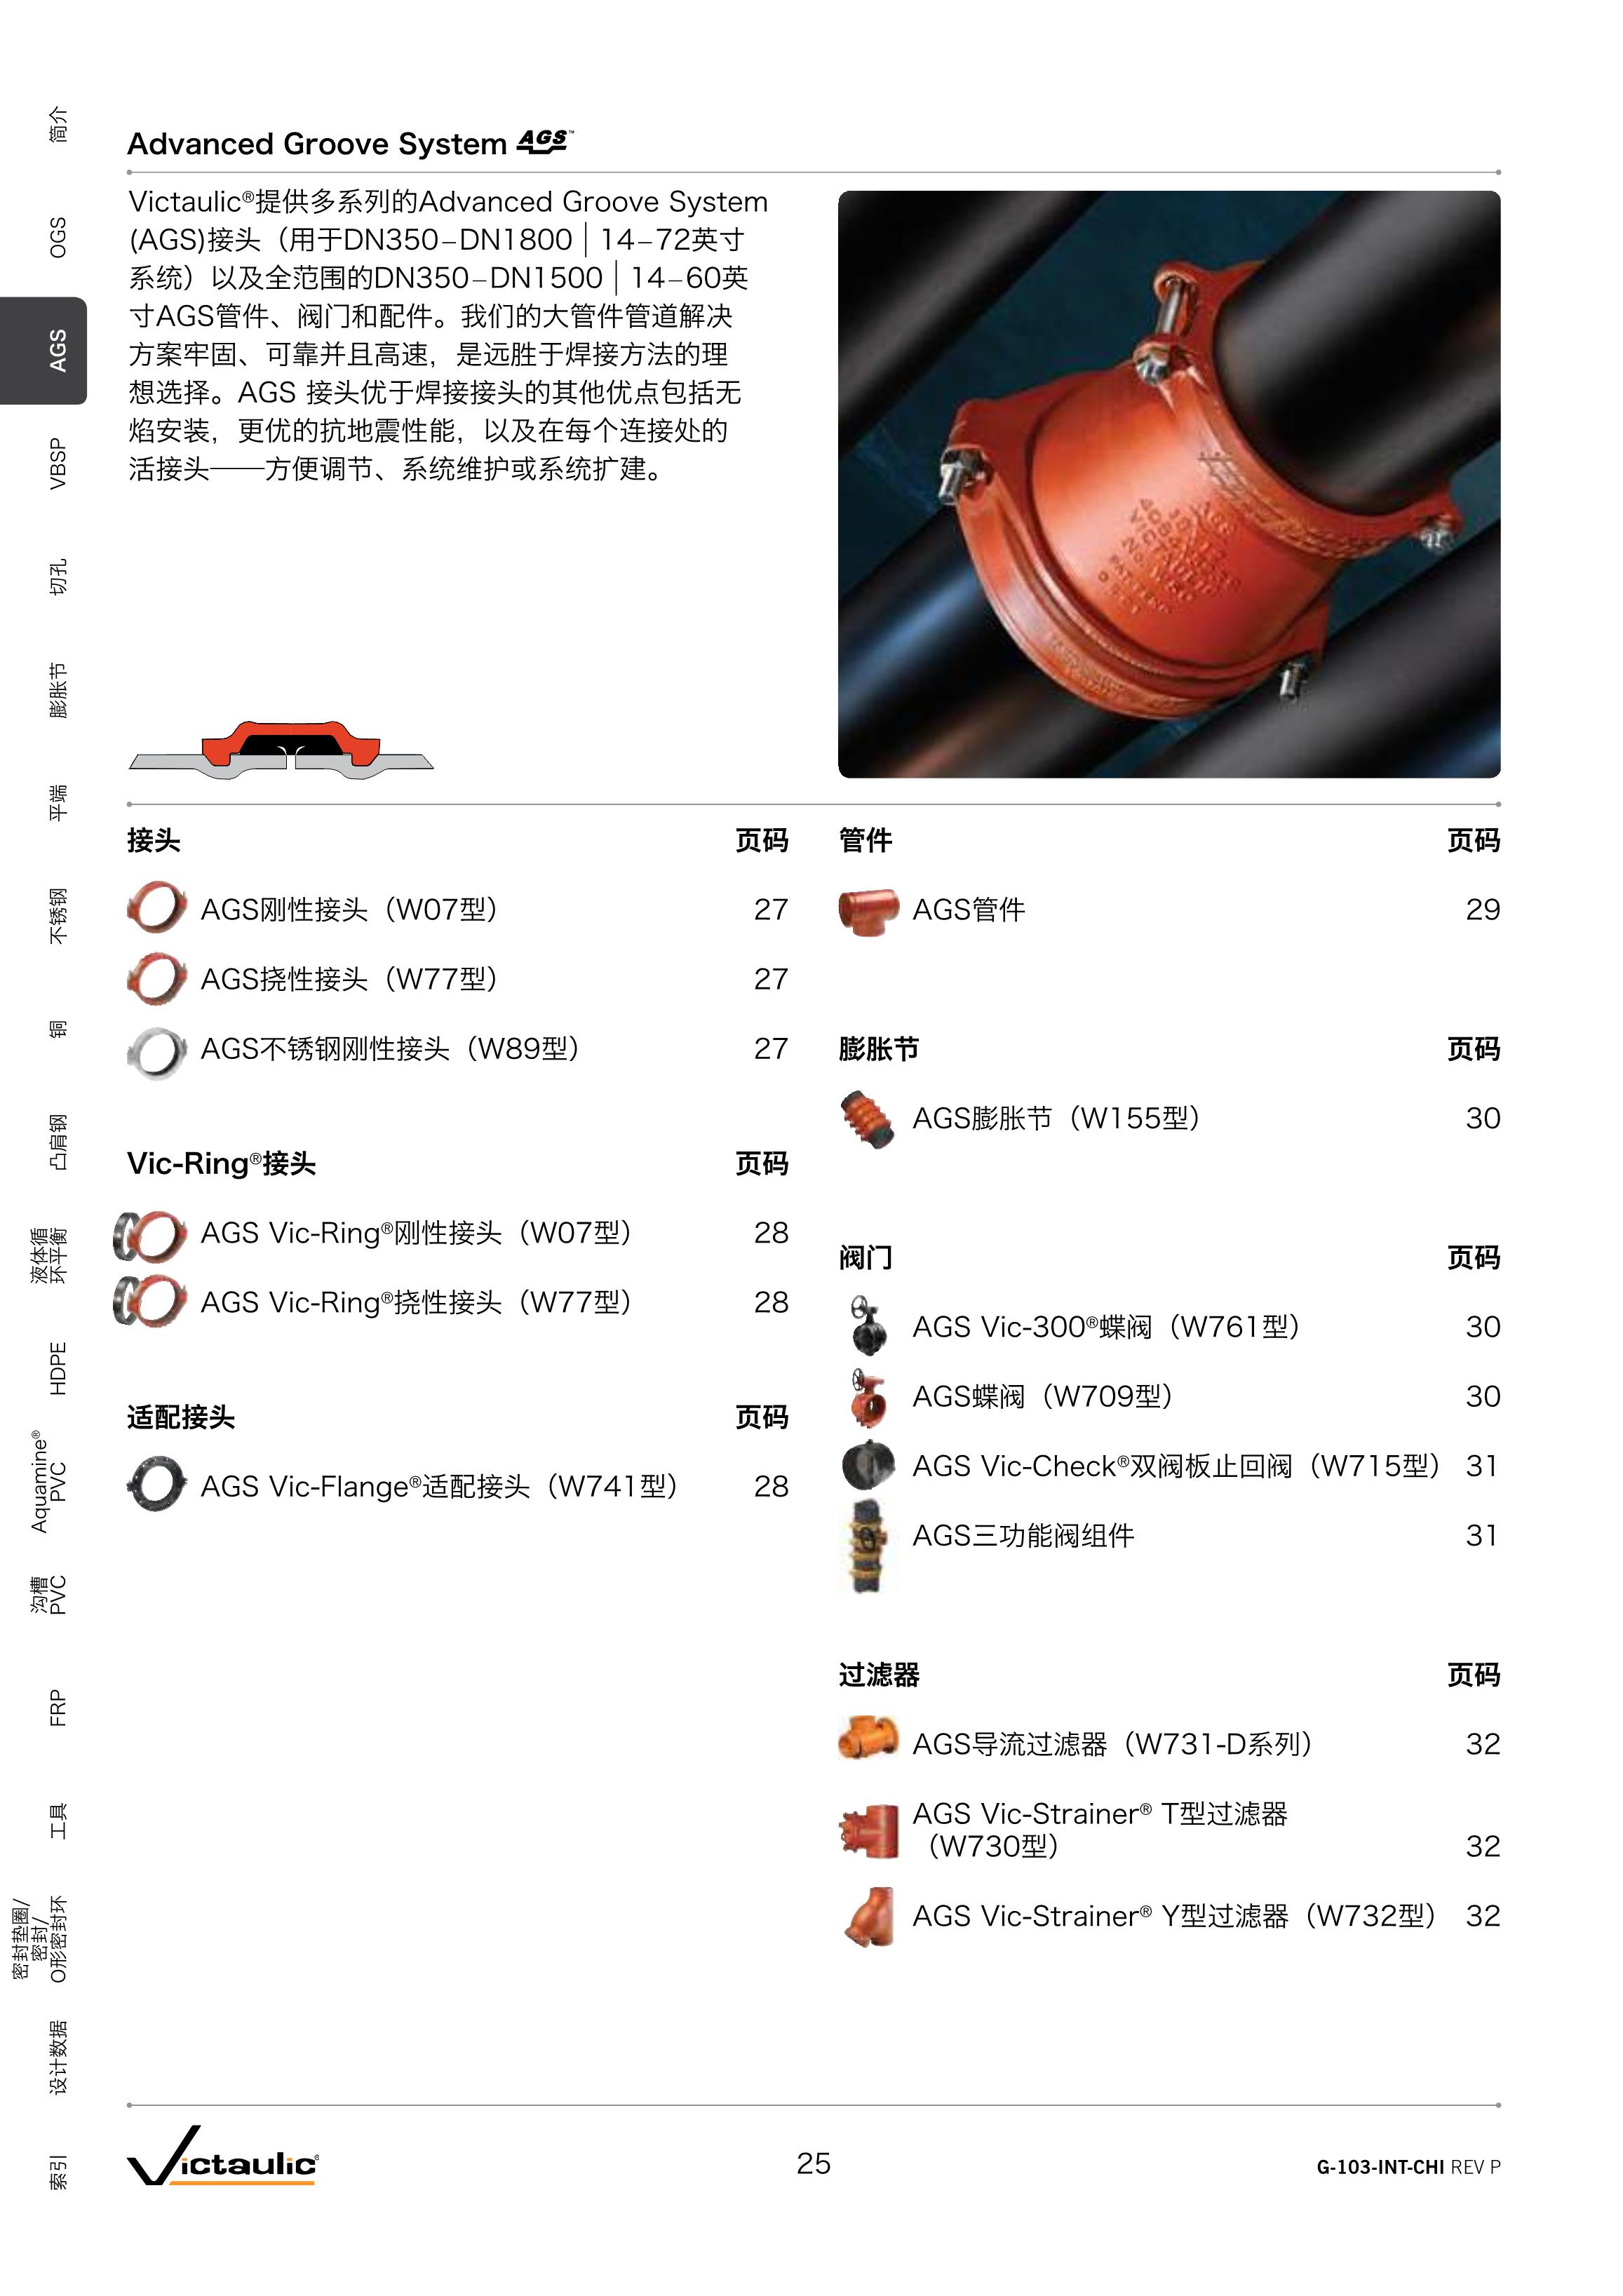 Advanced Groove System AGS™
Victaulic®提供多系列的Advanced Groove System
(AGS)接头（用于DN350–DN1800 | 14–72英寸
系统）以及全范围的DN350–DN1500 | 14–60英
寸AGS管件、阀门和配件。我们的大管件管道解决
方案牢固、可靠并且高速，是远胜于焊接方法的理
想选择。AGS 接头优于焊接接头的其他优点包括无
焰安装，更优的抗地震性能，以及在每个连接处的
活接头——方便调节、系统维护或系统扩建。
接头 页码
AGS刚性接头（W07型） 27
AGS挠性接头（W77型） 27
AGS不锈钢刚性接头（W89型） 27
Vic-Ring®接头 页码
AGS Vic-Ring®刚性接头（W07型） 28
AGS Vic-Ring®挠性接头（W77型） 28
适配接头 页码
AGS Vic-Flange®适配接头（W741型） 28
管件 页码
AGS管件 29
膨胀节 页码
AGS膨胀节（W155型） 30
阀门 页码
AGS Vic-300®蝶阀（W761型） 30
AGS蝶阀（W709型） 30
AGS Vic-Check®双阀板止回阀（W715型） 31
AGS三功能阀组件 31
过滤器 页码
AGS导流过滤器（W731-D系列） 32
AGS Vic-Strainer® T型过滤器
（W730型） 32
AGS Vic-Strainer® Y型过滤器（W732型） 32
简介
OGS
AGS
VBSP
切孔
膨胀节
平端
不锈钢
铜
凸肩钢
液体循
环平衡
HDPE
Aquamine®
PVC
沟槽
PVC
FRP
工具
密封垫圈/
密封/
O形密封环
设计数据
索引
Victaulic®
25
G-103-INT-CHI REV P